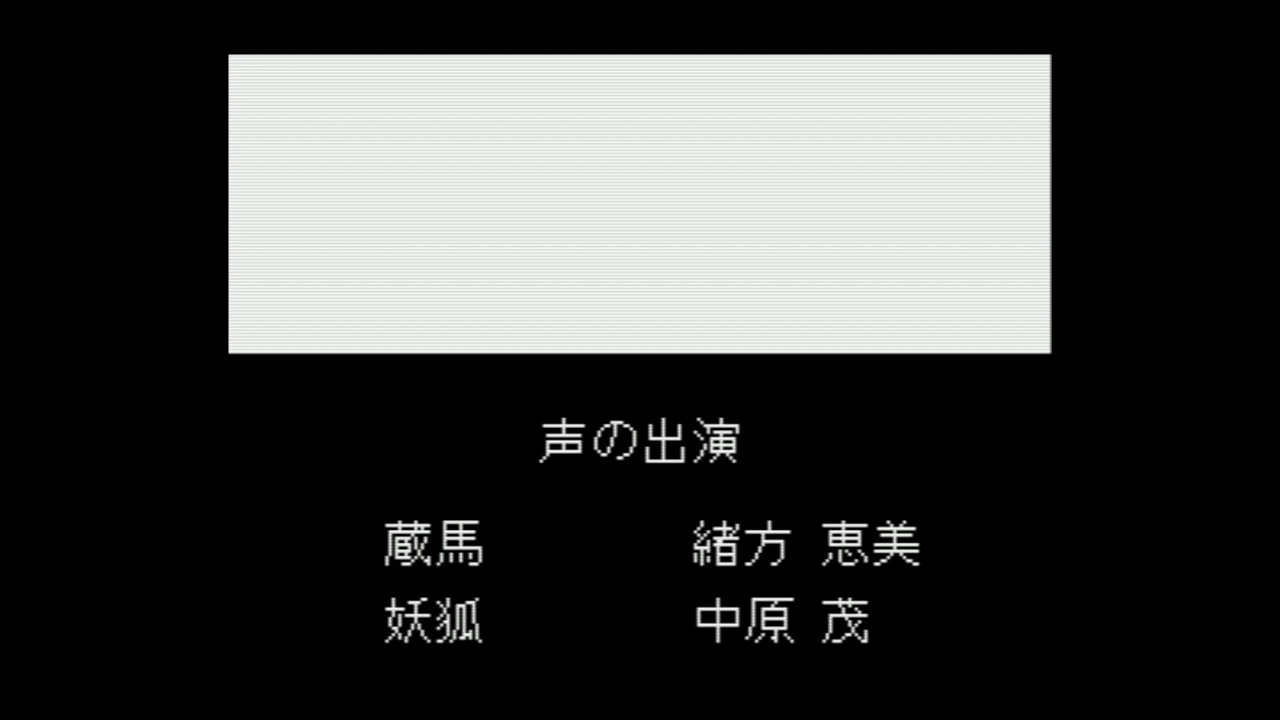 声の出演
蔵馬 緒方 恵美
妖狐 中原 茂